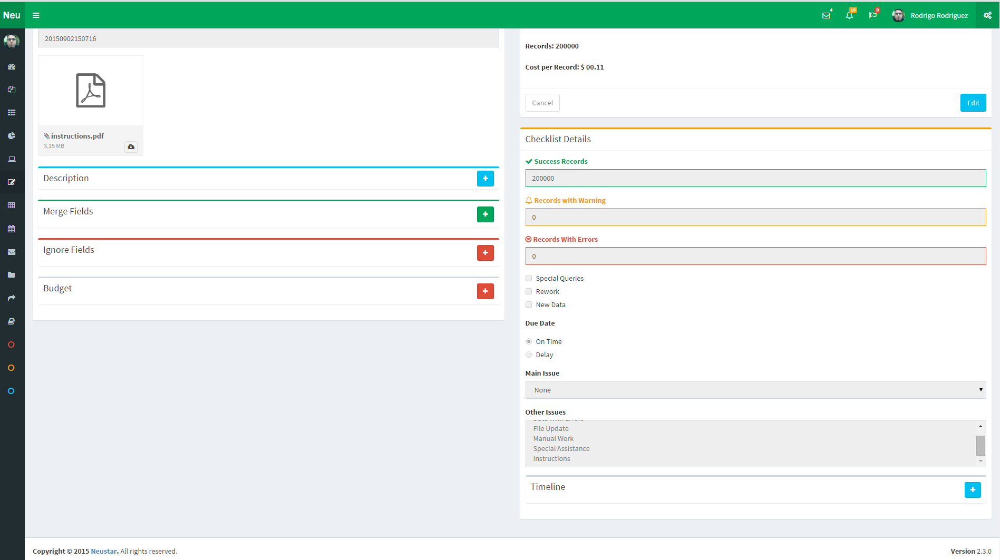 Neu
4
10
9
Rodrigo Rodriguez
20150902150716
instructions.pdf
3,15 MB
Description
Merge Fields
Ignore Fields
Budget
Records: 200000
Cost per Record: $ 00.11
Cancel
Edit
Checklist Details
Success Records
200000
Records with Warning
0
Records With Errors
0
Special Queries
Rework
New Data
Due Date
On Time
Delay
Main Issue
None
Other Issues
File Update
Manual Work
Special Assistance
Instructions
Timeline
Copyright © 2015 Neustar. All rights reserved.
Version 2.3.0